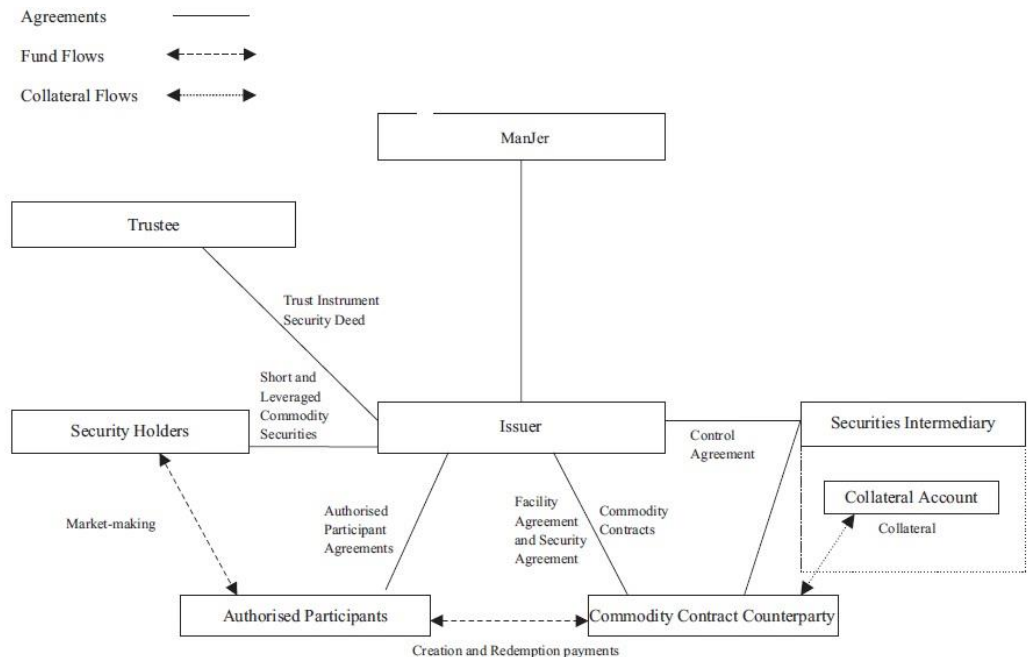 Agreements
Fund Flows
Collateral Flows
ManJer
Trustee
Trust Instrument
Security Deed
Short and
Leveraged
Commodity
Securities
Security Holders
Issuer
Securities Intermediary
Control
Agreement
Collateral Account
Collateral
Market-making
Authorised
Participant
Agreements
Facility
Agreement
and Security
Agreement
Commodity
Contracts
Authorised Participants
Commodity Contract Counterparty
Creation and Redemption payments